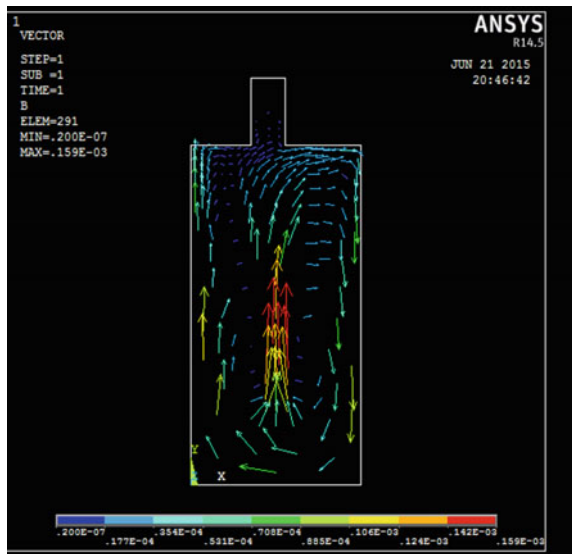 1
VECTOR
STEP=1
SUB =1
TIME=1
B
ELEM=291
MIN=.200E-07
MAX=.159E-03
ANSYS
R14.5
JUN 21 2015
20:46:42
Y
X
.200E-07 .354E-04 .708E-04 .106E-03 .142E-03
.177E-04 .531E-04 .885E-04 .124E-03 .159E-03